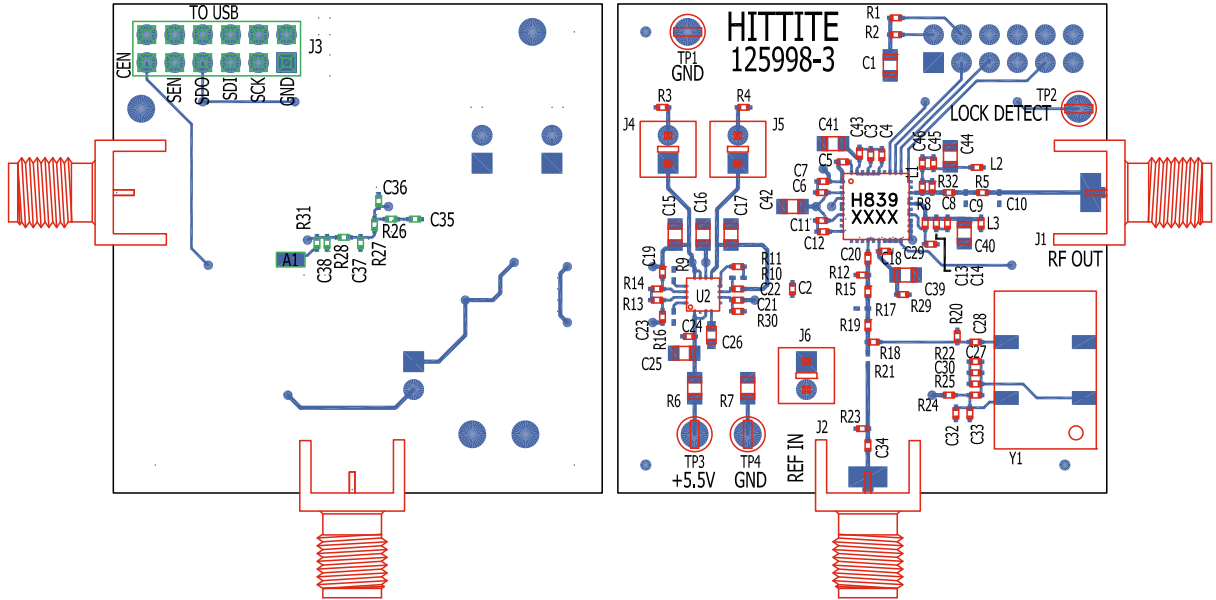 TO USB
J3
CEN
SEN
SDO
SDI
SCK
GND
C36
C35
R26
R27
R31
A1
C38
R28
C37
HITTITE
125998-3
TP1
GND
R1
R2
C1
TP2
LOCK DETECT
R3
R4
J4
J5
C41
C43
C3
C4
C5
C7
C6
C42
C11
C12
H839
XXXX
L1
C46
C45
C44
L2
R32
R5
R8
C8
C9
C10
L3
C40
J1
RF OUT
C15
C16
C17
C19
R9
R11
R10
R14
R13
U2
C22
C21
R30
C2
C23
R16
C24
C25
C26
C20
C18
C29
C13
C14
R12
R15
C39
R29
R17
R19
R18
R21
J6
R20
C28
R22
C27
C30
R25
R24
C32
C33
Y1
R6
R7
TP3
+5.5V
TP4
GND
REF IN
J2
R23
C34